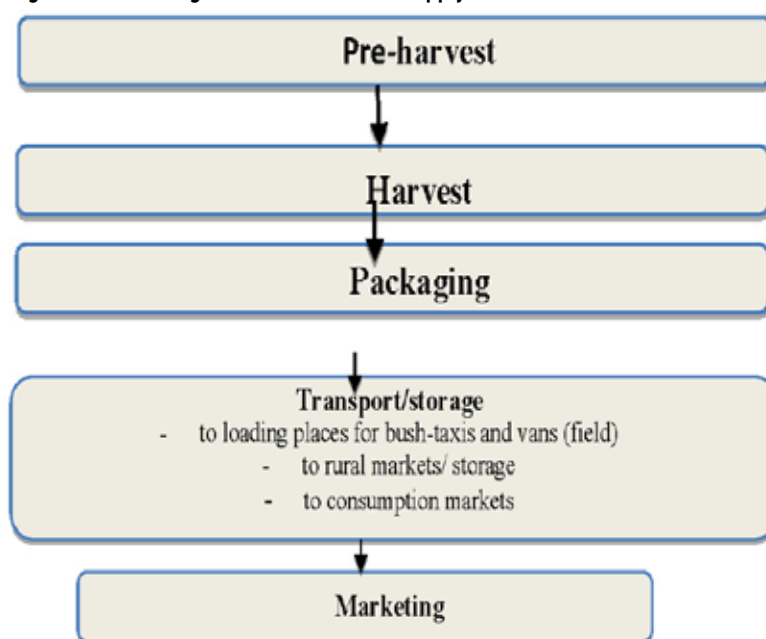 Pre-harvest
Harvest
Packaging
Transport/storage
- to loading places for bush-taxis and vans (field)
- to rural markets/ storage
- to consumption markets
Marketing